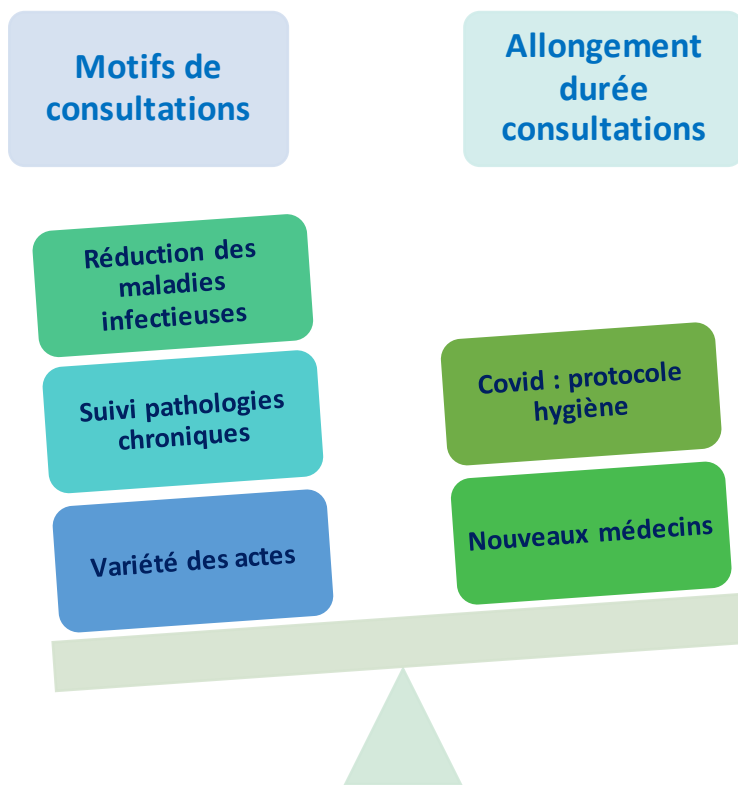 Motifs de
consultations
Allongement
durée
consultations
Réduction des
maladies
infectieuses
Suivi pathologies
chroniques
Variété des actes
Covid : protocole
hygiène
Nouveaux médecins